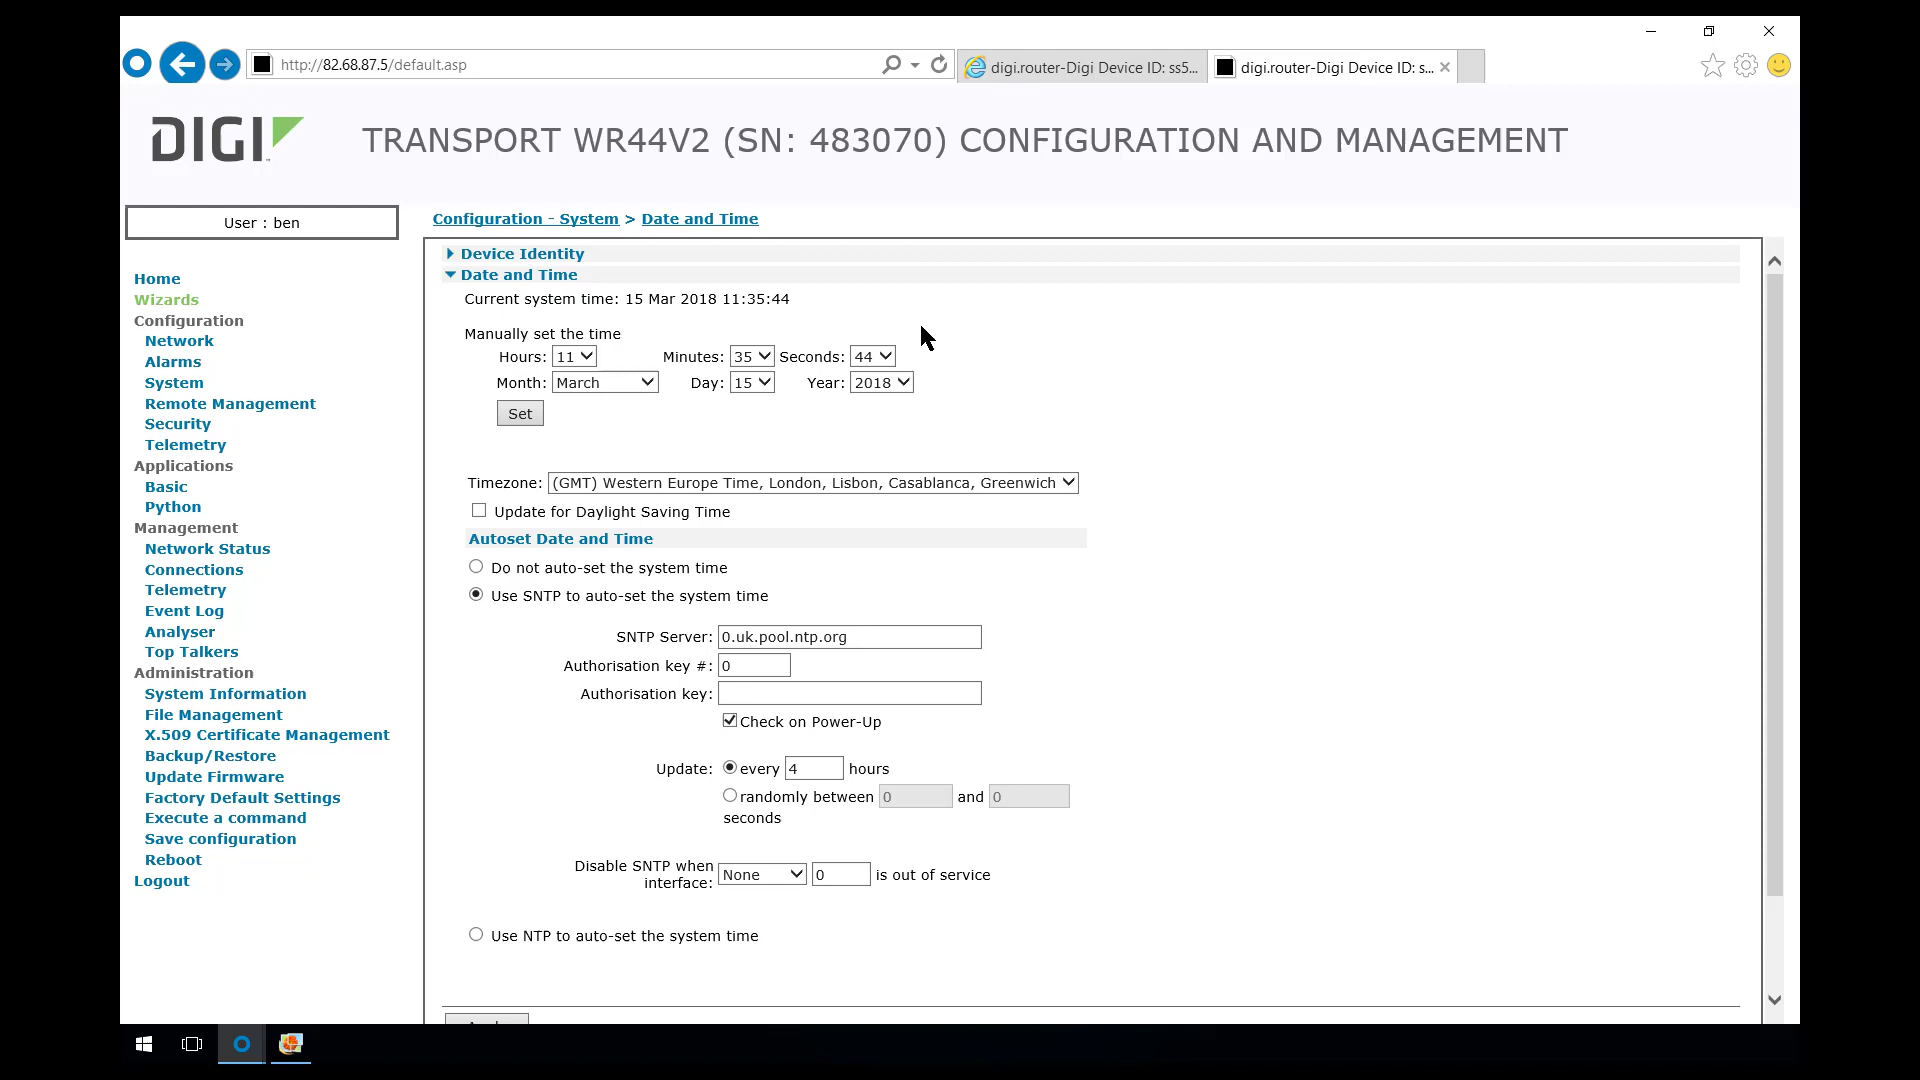 http://82.68.87.5/default.asp
digi.router-Digi Device ID: ss5...
digi.router-Digi Device ID: s...
DIGI
TRANSPORT WR44V2 (SN: 483070) CONFIGURATION AND MANAGEMENT
User : ben
Home
Wizards
Configuration
Network
Alarms
System
Remote Management
Security
Telemetry
Applications
Basic
Python
Management
Network Status
Connections
Telemetry
Event Log
Analyser
Top Talkers
Administration
System Information
File Management
X.509 Certificate Management
Backup/Restore
Update Firmware
Factory Default Settings
Execute a command
Save configuration
Reboot
Logout
Configuration - System > Date and Time
Device Identity
Date and Time
Current system time: 15 Mar 2018 11:35:44
Manually set the time
Hours: 11 Minutes: 35 Seconds: 44
Month: March Day: 15 Year: 2018
Set
Timezone: (GMT) Western Europe Time, London, Lisbon, Casablanca, Greenwich
Update for Daylight Saving Time
Autoset Date and Time
Do not auto-set the system time
Use SNTP to auto-set the system time
SNTP Server: 0.uk.pool.ntp.org
Authorisation key #: 0
Authorisation key:
Check on Power-Up
Update: every 4 hours
randomly between 0 and 0
seconds
Disable SNTP when
interface: None 0 is out of service
Use NTP to auto-set the system time